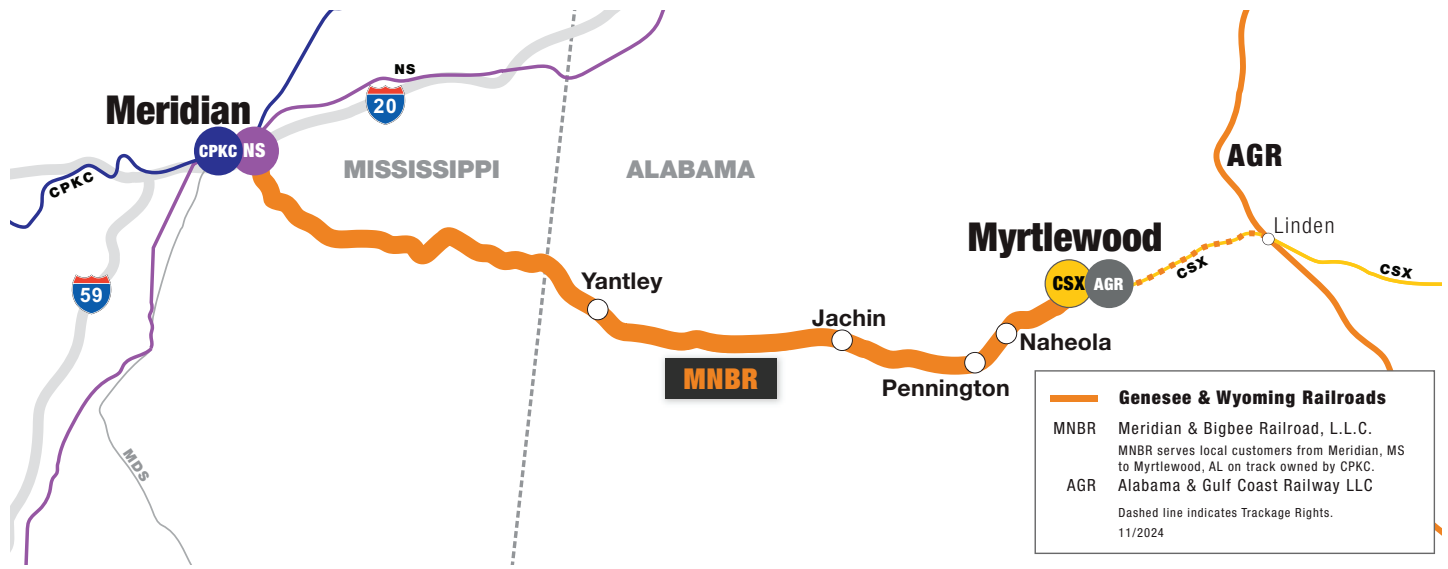 NS
20
Meridian
CPKC
NS
MISSISSIPPI
ALABAMA
AGR
CPKC
59
Linden
Myrtlewood
CSX
AGR
CSX
CSX
Yantley
Jachin
Naheola
Pennington
MNBR
MDS
Genesee & Wyoming Railroads
MNBR Meridian & Bigbee Railroad, L.L.C.
MNBR serves local customers from Meridian, MS
to Myrtlewood, AL on track owned by CPKC.
AGR Alabama & Gulf Coast Railway LLC
Dashed line indicates Trackage Rights.
11/2024